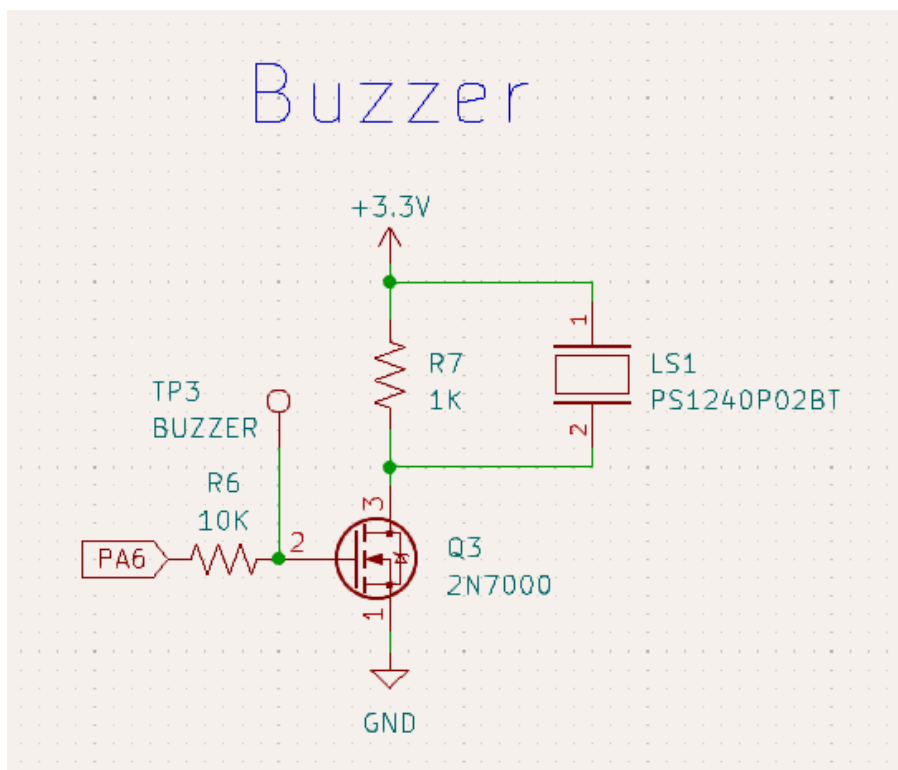 Buzzer
+3.3V
1
R7
1K
LS1
PS1240P02BT
TP3
BUZZER
2
R6
10K
3
PA6
2
Q3
2N7000
1
GND